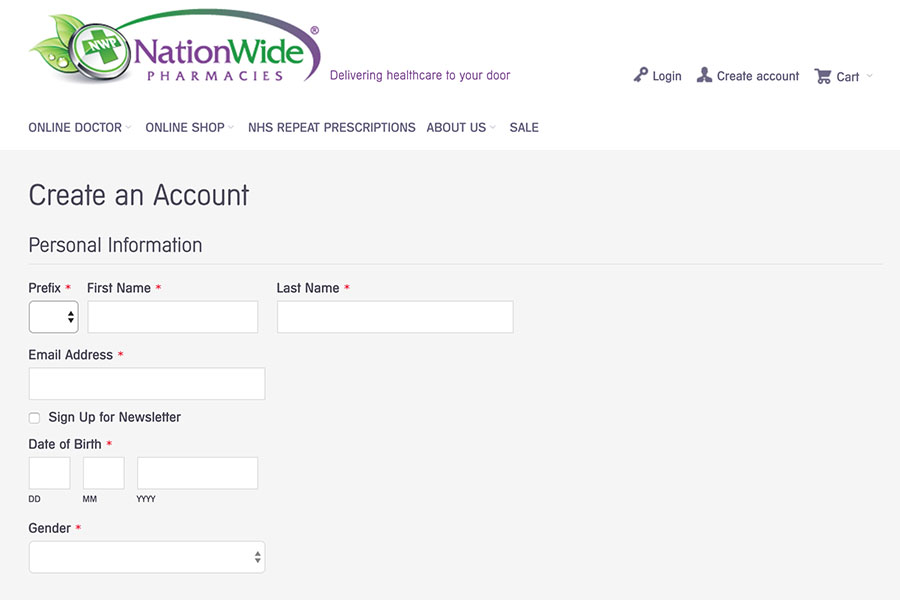 NWP NationWide®
PHARMACIES
Delivering healthcare to your door
Login Create account Cart
ONLINE DOCTOR ONLINE SHOP NHS REPEAT PRESCRIPTIONS ABOUT US SALE
Create an Account
Personal Information
Prefix * First Name * Last Name *
Email Address *
Sign Up for Newsletter
Date of Birth *
DD MM YYYY
Gender *